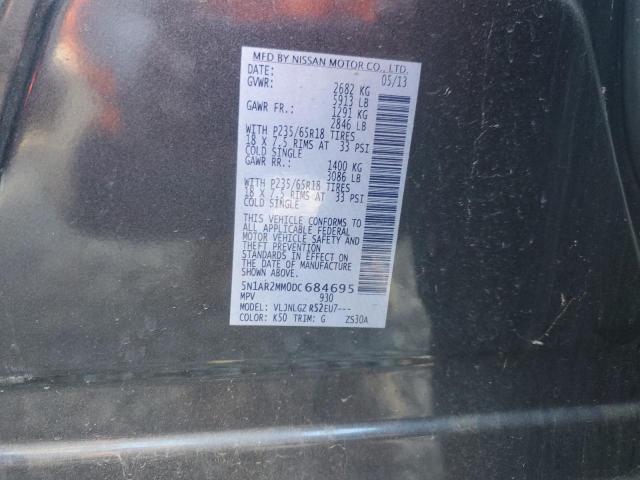 MFD BY NISSAN MOTOR CO., LTD.
DATE: 05/13
GVWR: 2682 KG
5913 LB
GAWR FR.: 1291 KG
2846 LB
WITH P235/65R18 TIRES
18 X 7.5 RIMS AT 33 PSI
COLD SINGLE
GAWR RR.: 1400 KG
3086 LB
WITH P235/65R18 TIRES
18 X 7.5 RIMS AT 33 PSI
COLD SINGLE
THIS VEHICLE CONFORMS TO
ALL APPLICABLE FEDERAL
MOTOR VEHICLE SAFETY AND
THEFT PREVENTION
STANDARDS IN EFFECT ON
THE DATE OF MANUFACTURE
SHOWN ABOVE.
5N1AR2MM0DC684695
MPV 930
MODEL: VLJNLGZ R52EU7---
COLOR: K50 TRIM: G ZS30A